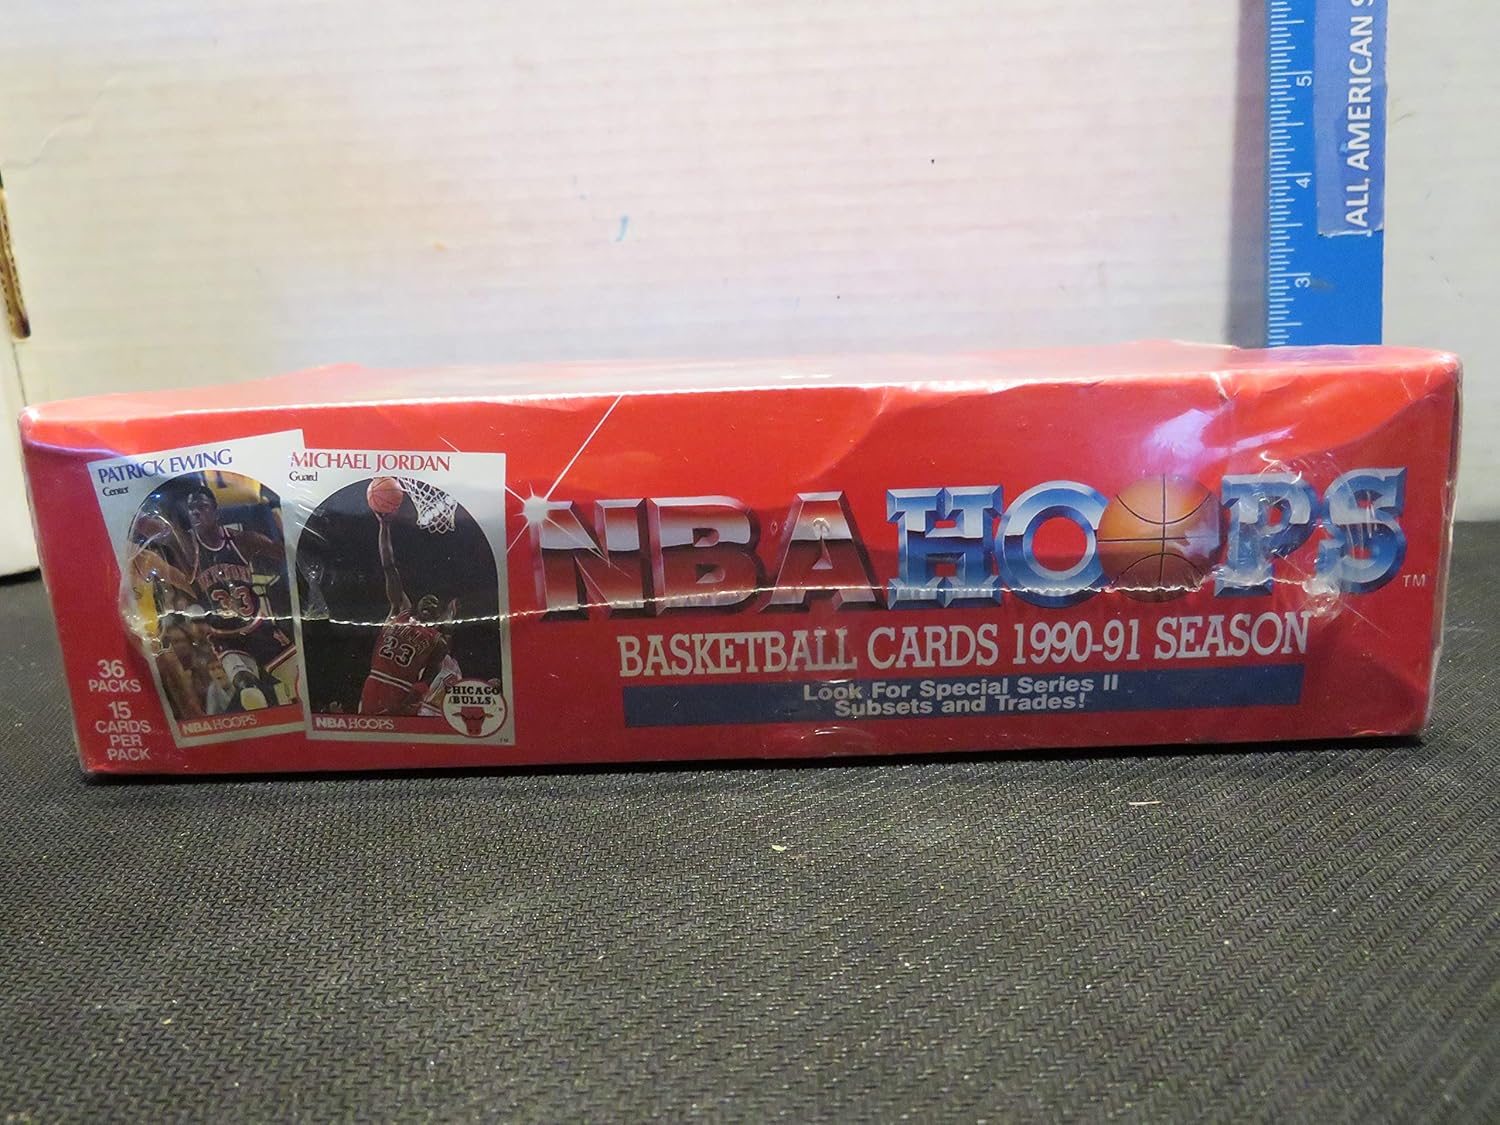 PATRICK EWING
Center
MICHAEL JORDAN
Guard
33
23
CHICAGO
BULLS
NBA HOOPS
NBA HOOPS
TM
36
PACKS
15
CARDS
PER
PACK
NBA HOOPS
TM
BASKETBALL CARDS 1990-91 SEASON
Look For Special Series II
Subsets and Trades!
5
4
3
ALL AMERICAN S